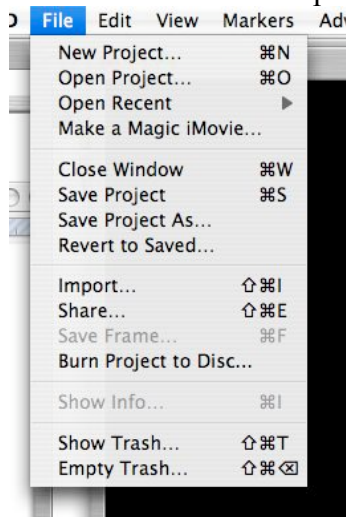 File Edit View Markers
New Project... ⌘N
Open Project... ⌘O
Open Recent ▶
Make a Magic iMovie...
Close Window ⌘W
Save Project ⌘S
Save Project As...
Revert to Saved...
Import... ⇧⌘I
Share... ⇧⌘E
Save Frame... ⌘F
Burn Project to Disc...
Show Info... ⌘I
Show Trash... ⇧⌘T
Empty Trash... ⇧⌘⌫